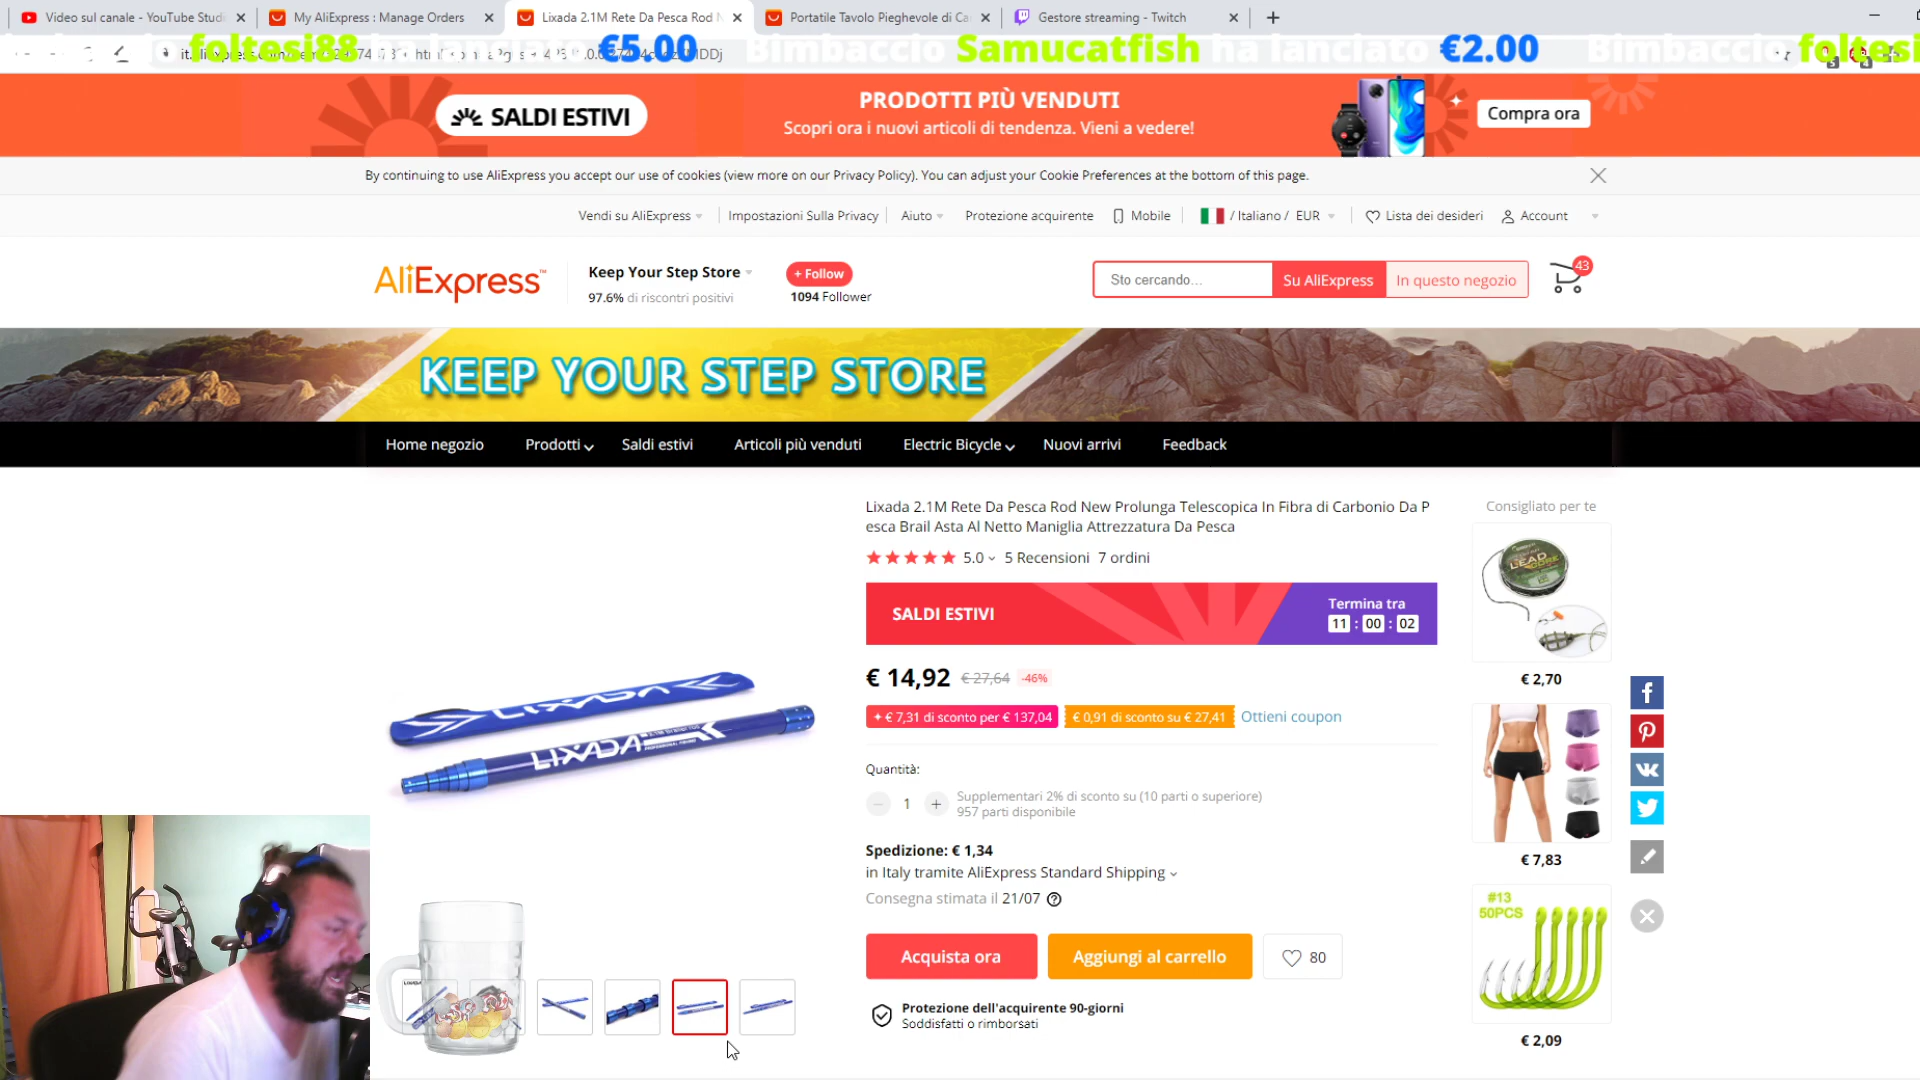 Video sul canale - YouTube Studi
My AliExpress : Manage Orders
Lixada 2.1M Rete Da Pesca Rod N
Portatile Tavolo Pieghevole di Ca
Gestore streaming - Twitch
foltesi88 ha lanciato €5.00 Bimbaccio Samucatfish ha lanciato €2.00 Bimbaccio foltesi
SALDI ESTIVI
PRODOTTI PIÙ VENDUTI
Scopri ora i nuovi articoli di tendenza. Vieni a vedere!
Compra ora
By continuing to use AliExpress you accept our use of cookies (view more on our Privacy Policy). You can adjust your Cookie Preferences at the bottom of this page.
Vendi su AliExpress
Impostazioni Sulla Privacy
Aiuto
Protezione acquirente
Mobile
/ Italiano / EUR
Lista dei desideri
Account
AliExpress™
Keep Your Step Store
97.6% di riscontri positivi
+ Follow
1094 Follower
Sto cercando...
Su AliExpress
In questo negozio
43
KEEP YOUR STEP STORE
Home negozio
Prodotti
Saldi estivi
Articoli più venduti
Electric Bicycle
Nuovi arrivi
Feedback
Lixada 2.1M Rete Da Pesca Rod New Prolunga Telescopica In Fibra di Carbonio Da P
esca Brail Asta Al Netto Maniglia Attrezzatura Da Pesca
5.0
5 Recensioni
7 ordini
SALDI ESTIVI
Termina tra
11 : 00 : 02
€ 14,92 € 27,64 -46%
€ 7,31 di sconto per € 137,04
€ 0,91 di sconto su € 27,41
Ottieni coupon
Quantità:
− 1 +
Supplementari 2% di sconto su (10 parti o superiore)
957 parti disponibile
Spedizione: € 1,34
in Italy tramite AliExpress Standard Shipping
Consegna stimata il 21/07
Acquista ora
Aggiungi al carrello
80
Protezione dell'acquirente 90-giorni
Soddisfatti o rimborsati
LIXADA
LIXADA
Consigliato per te
LEAD
CORE
€ 2,70
€ 7,83
#13
50PCS
€ 2,09